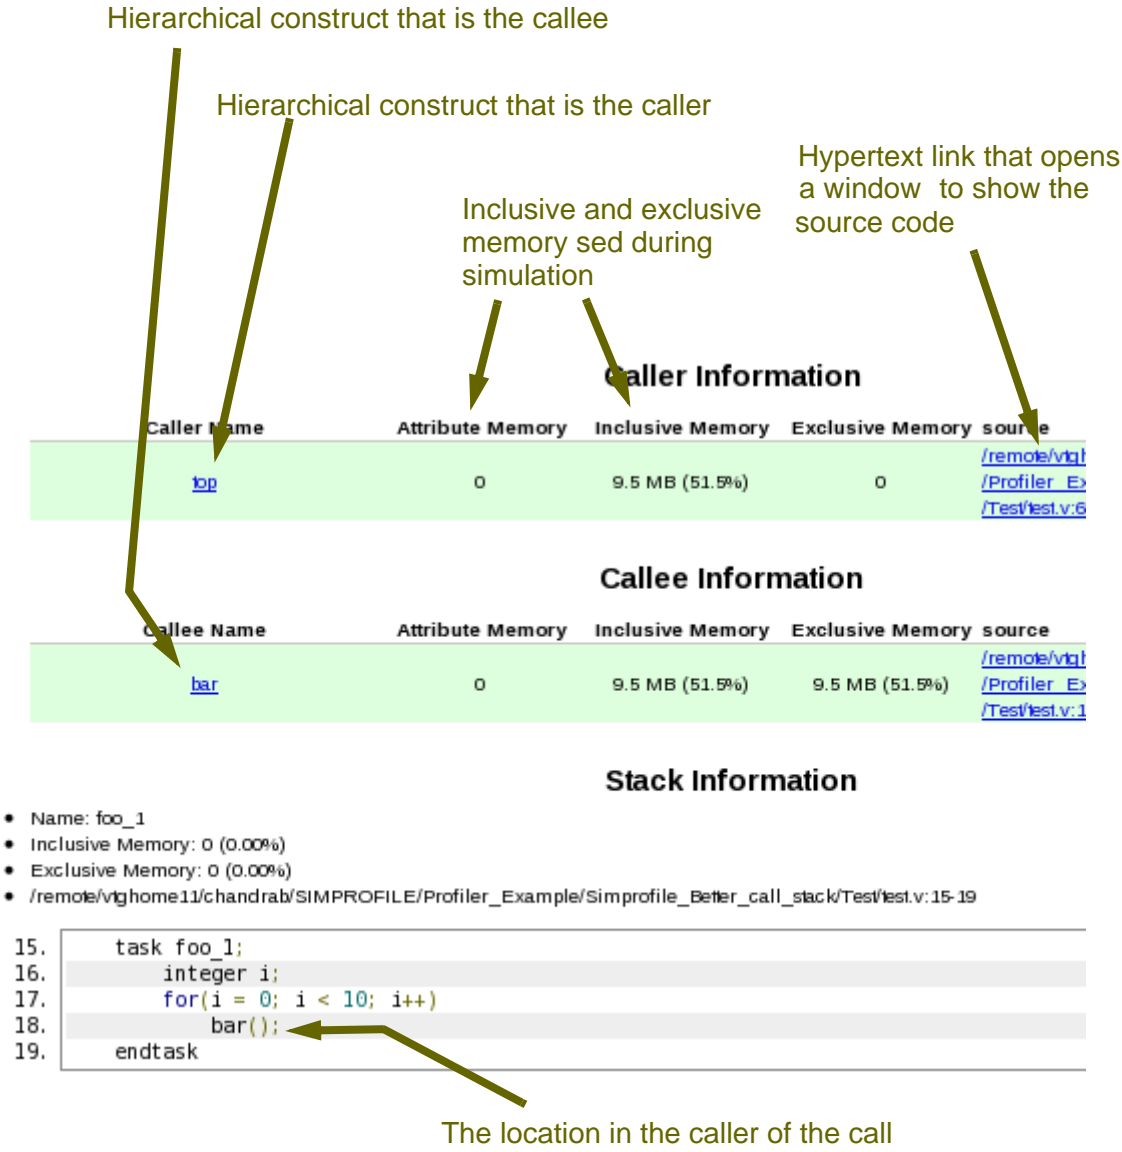 Hierarchical construct that is the callee
Hierarchical construct that is the caller
Hypertext link that opens
a window to show the
source code
Inclusive and exclusive
memory sed during
simulation
Caller Information
Caller Name Attribute Memory Inclusive Memory Exclusive Memory source
top 0 9.5 MB (51.5%) 0
/remote/vtgh
/Profiler_Ex
/Test/test.v:6
Callee Information
Callee Name Attribute Memory Inclusive Memory Exclusive Memory source
bar 0 9.5 MB (51.5%) 9.5 MB (51.5%)
/remote/vtgh
/Profiler_Ex
/Test/test.v:1
Stack Information
• Name: foo_1
• Inclusive Memory: 0 (0.00%)
• Exclusive Memory: 0 (0.00%)
• /remote/vtghome11/chandrab/SIMPROFILE/Profiler_Example/Simprofile_Better_call_stack/Test/test.v:15-19
15. task foo_1;
16. integer i;
17. for(i = 0; i < 10; i++)
18. bar();
19. endtask
The location in the caller of the call